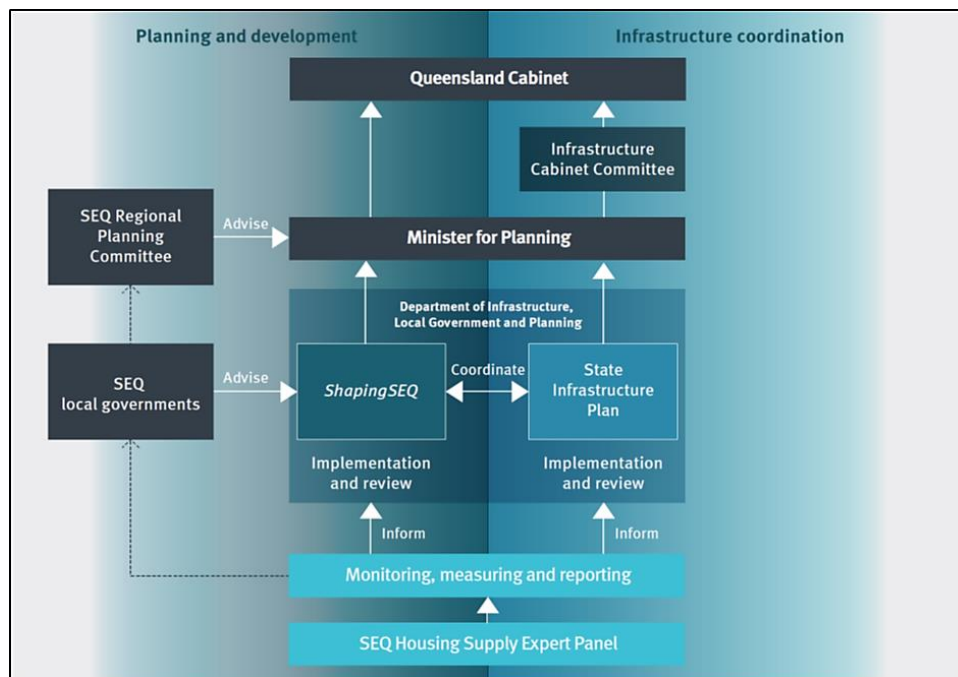 Planning and development
Infrastructure coordination
Queensland Cabinet
Infrastructure
Cabinet Committee
SEQ Regional
Planning
Committee
Advise
Minister for Planning
Department of Infrastructure,
Local Government and Planning
SEQ
local governments
Advise
ShapingSEQ
Coordinate
State
Infrastructure
Plan
Implementation
and review
Implementation
and review
Inform
Inform
Monitoring, measuring and reporting
SEQ Housing Supply Expert Panel